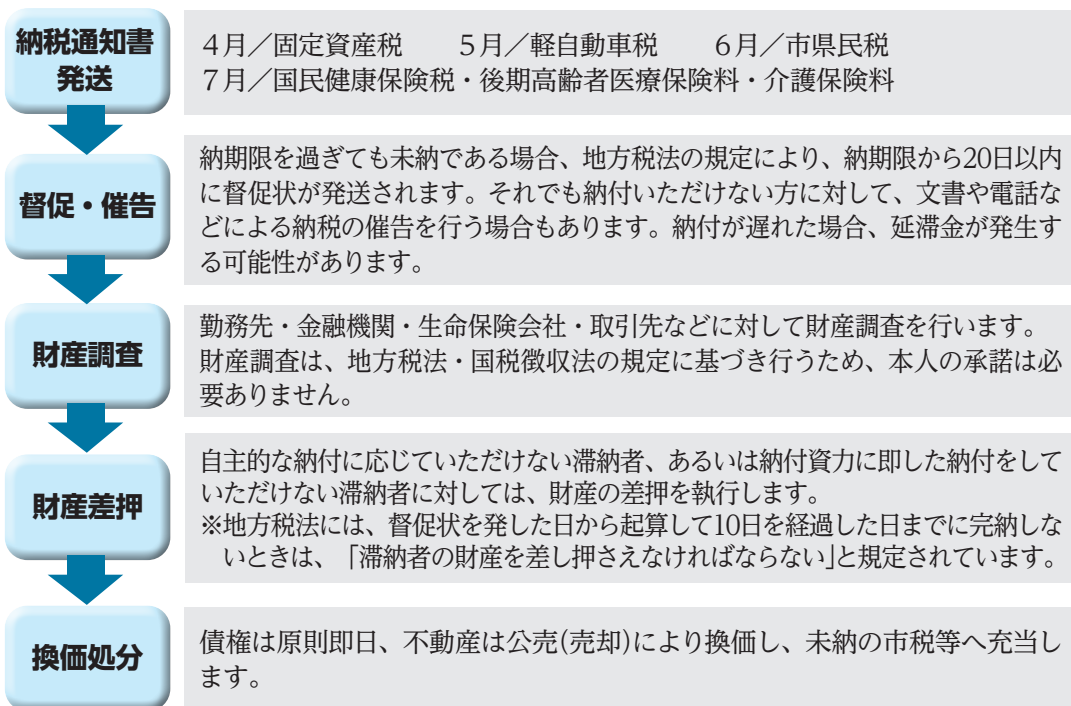 納税通知書
発送
4月／固定資産税　　5月／軽自動車税　　6月／市県民税
7月／国民健康保険税・後期高齢者医療保険料・介護保険料
督促・催告
納期限を過ぎても未納である場合、地方税法の規定により、納期限から20日以内
に督促状が発送されます。それでも納付いただけない方に対して、文書や電話な
どによる納税の催告を行う場合もあります。納付が遅れた場合、延滞金が発生す
る可能性があります。
財産調査
勤務先・金融機関・生命保険会社・取引先などに対して財産調査を行います。
財産調査は、地方税法・国税徴収法の規定に基づき行うため、本人の承諾は必
要ありません。
財産差押
自主的な納付に応じていただけない滞納者、あるいは納付資力に即した納付をして
いただけない滞納者に対しては、財産の差押を執行します。
※地方税法には、督促状を発した日から起算して10日を経過した日までに完納しな
いときは、「滞納者の財産を差し押さえなければならない」と規定されています。
換価処分
債権は原則即日、不動産は公売(売却)により換価し、未納の市税等へ充当し
ます。